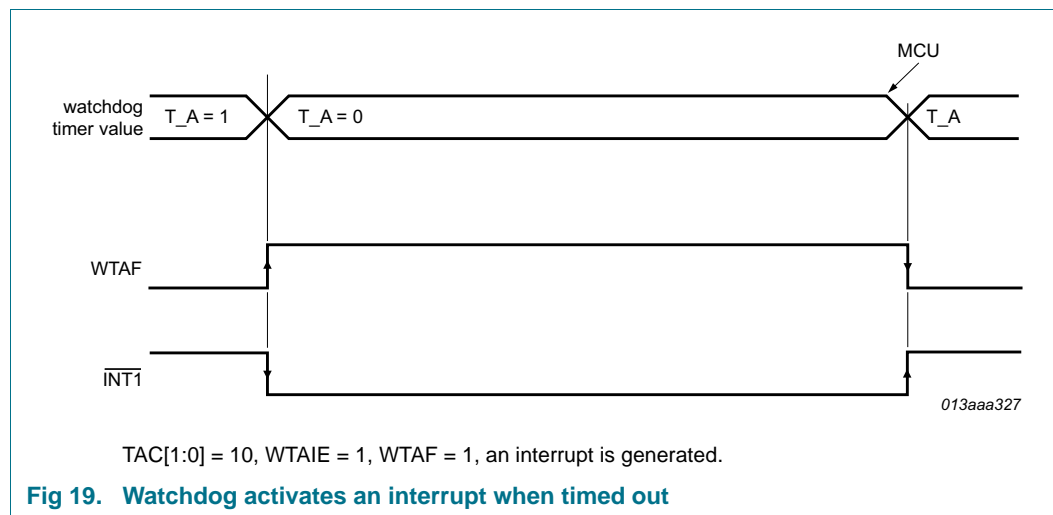 MCU
watchdog
timer value
T_A = 1
T_A = 0
T_A
WTAF
INT1
013aaa327
TAC[1:0] = 10, WTAIE = 1, WTAF = 1, an interrupt is generated.
Fig 19. Watchdog activates an interrupt when timed out